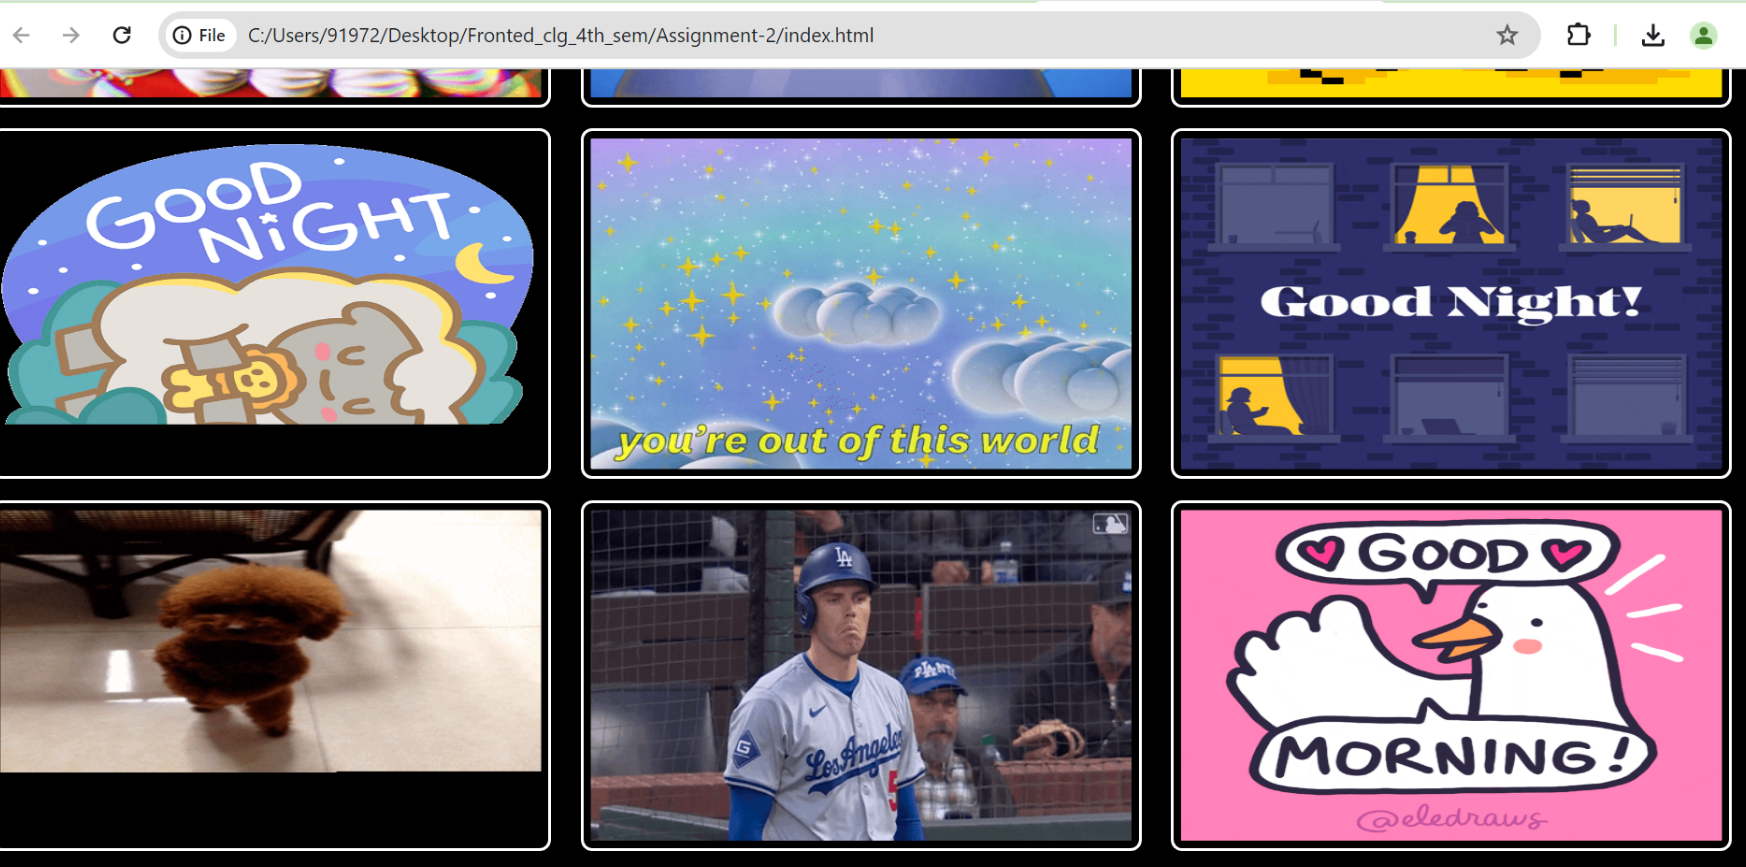 File
C:/Users/91972/Desktop/Fronted_clg_4th_sem/Assignment-2/index.html
GOOD
NiGHT
you're out of this world
Good Night!
LA
GIANTS
Los Angeles
G
5
GOOD
MORNING!
@eledraws